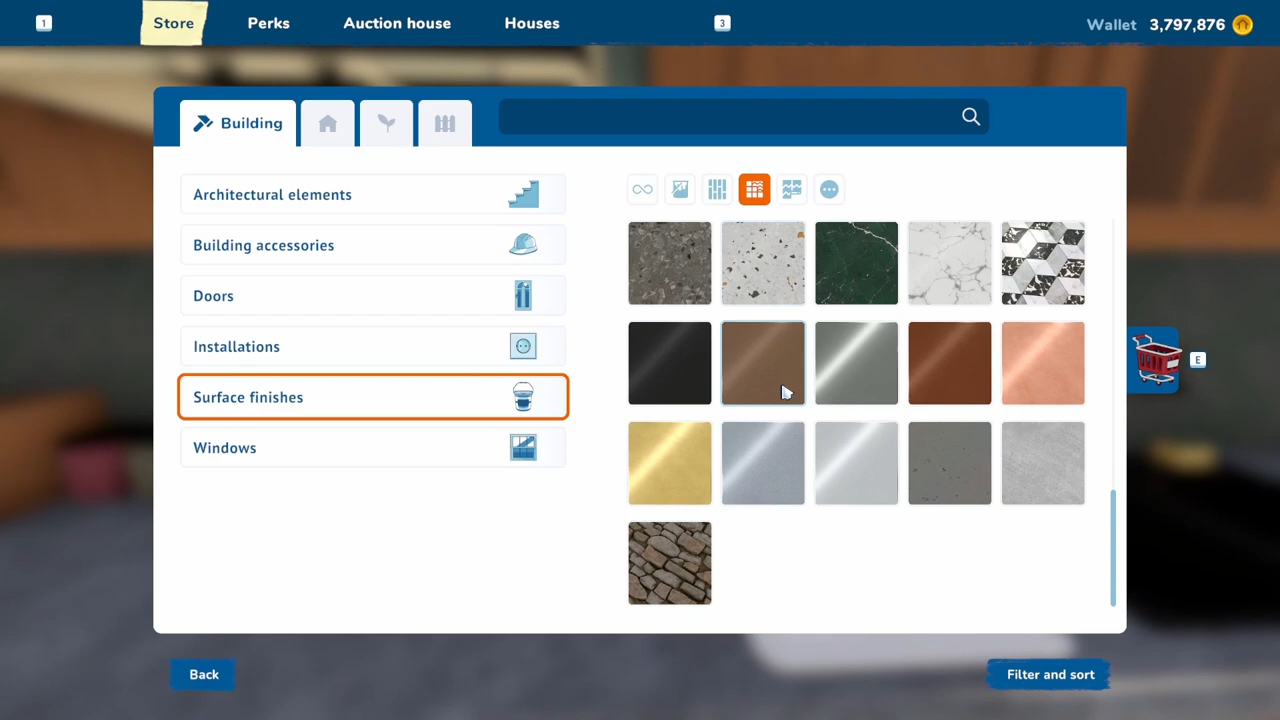 1
Store
Perks
Auction house
Houses
3
Wallet 3,797,876
Building
Architectural elements
Building accessories
Doors
Installations
Surface finishes
Windows
E
Back
Filter and sort